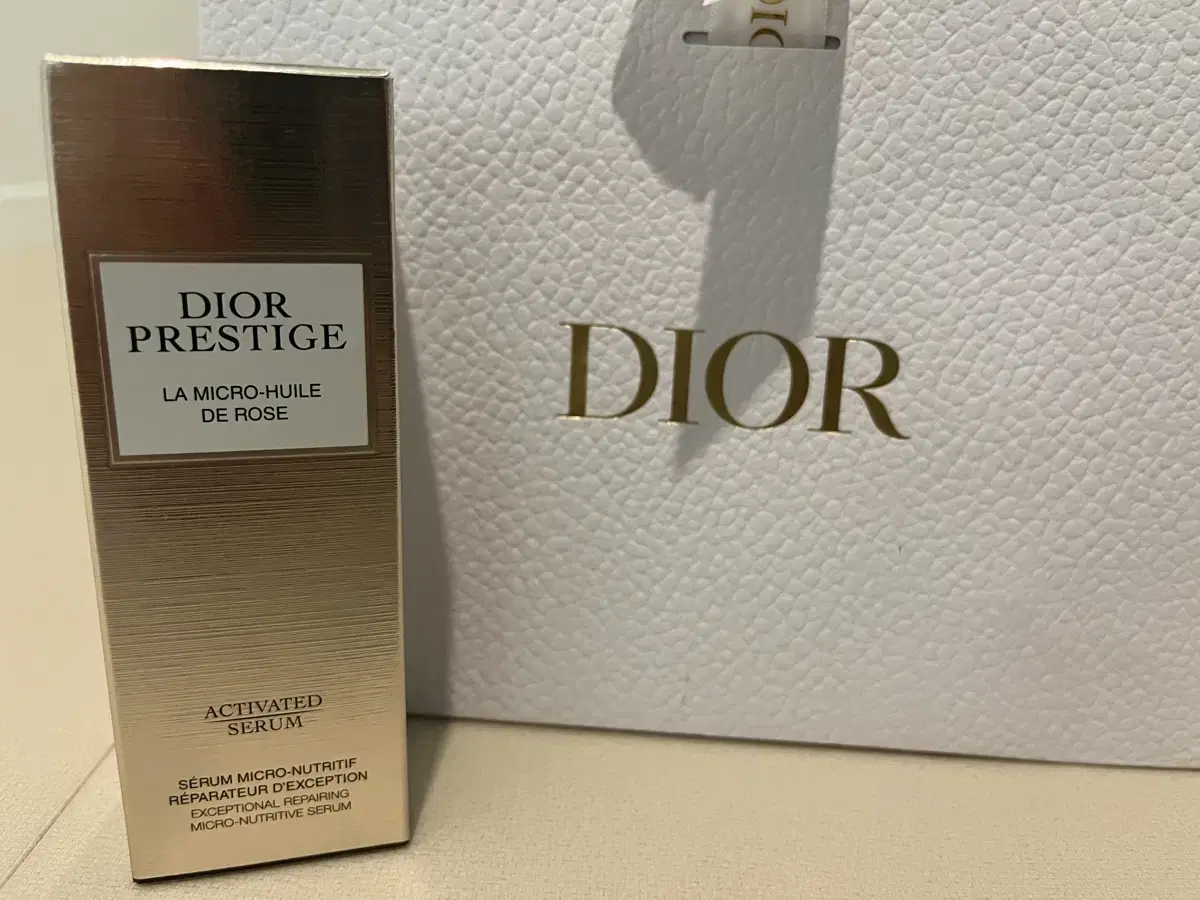 DIOR
PRESTIGE
LA MICRO-HUILE
DE ROSE
ACTIVATED
SERUM
SÉRUM MICRO-NUTRITIF
RÉPARATEUR D'EXCEPTION
EXCEPTIONAL REPAIRING
MICRO-NUTRITIVE SERUM
DIOR